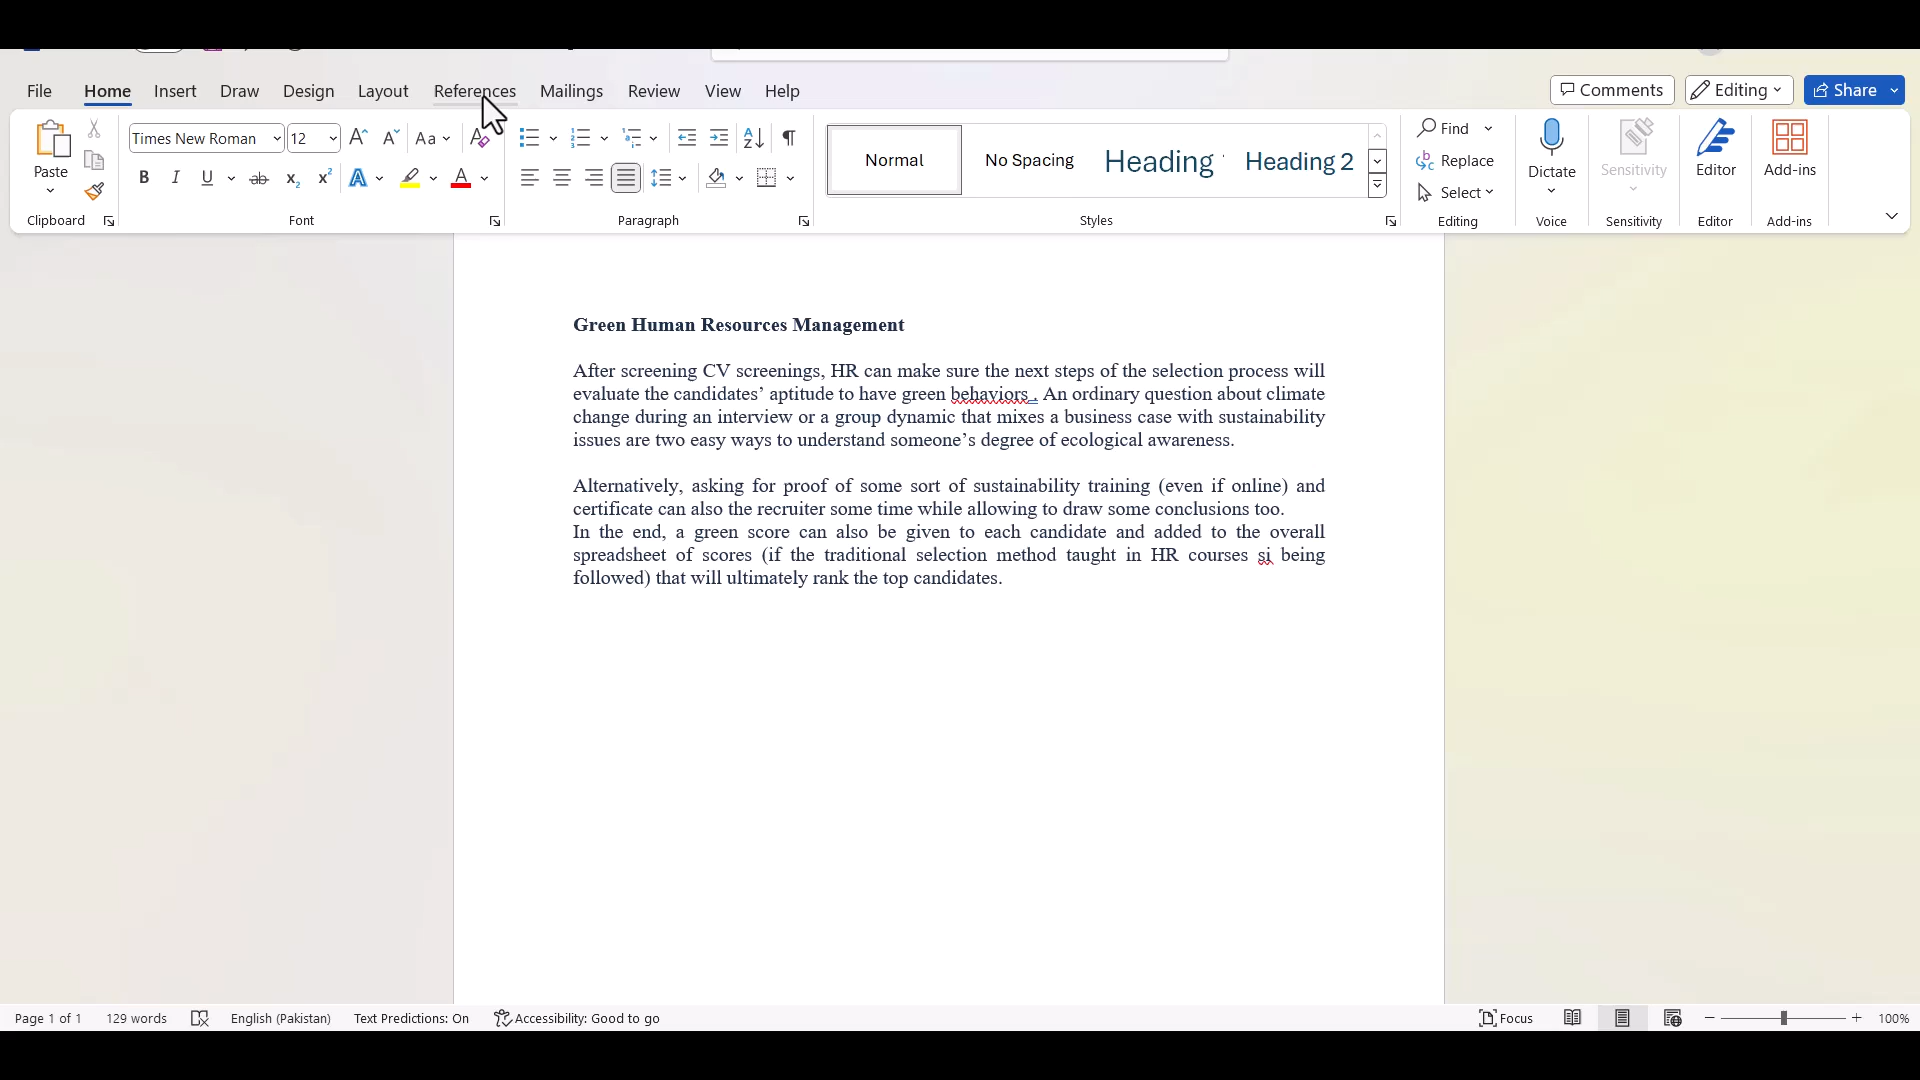 File Home Insert Draw Design Layout References Mailings Review View Help Comments Editing Share
Paste
Clipboard
Times New Roman 12
Font
Paragraph
Normal No Spacing Heading Heading 2
Styles
Find
Replace
Select
Editing
Dictate
Voice
Sensitivity
Sensitivity
Editor
Editor
Add-ins
Add-ins
Green Human Resources Management
After screening CV screenings, HR can make sure the next steps of the selection process will
evaluate the candidates’ aptitude to have green behaviors . An ordinary question about climate
change during an interview or a group dynamic that mixes a business case with sustainability
issues are two easy ways to understand someone’s degree of ecological awareness.
Alternatively, asking for proof of some sort of sustainability training (even if online) and
certificate can also the recruiter some time while allowing to draw some conclusions too.
In the end, a green score can also be given to each candidate and added to the overall
spreadsheet of scores (if the traditional selection method taught in HR courses si being
followed) that will ultimately rank the top candidates.
Page 1 of 1 129 words English (Pakistan) Text Predictions: On Accessibility: Good to go Focus 100%